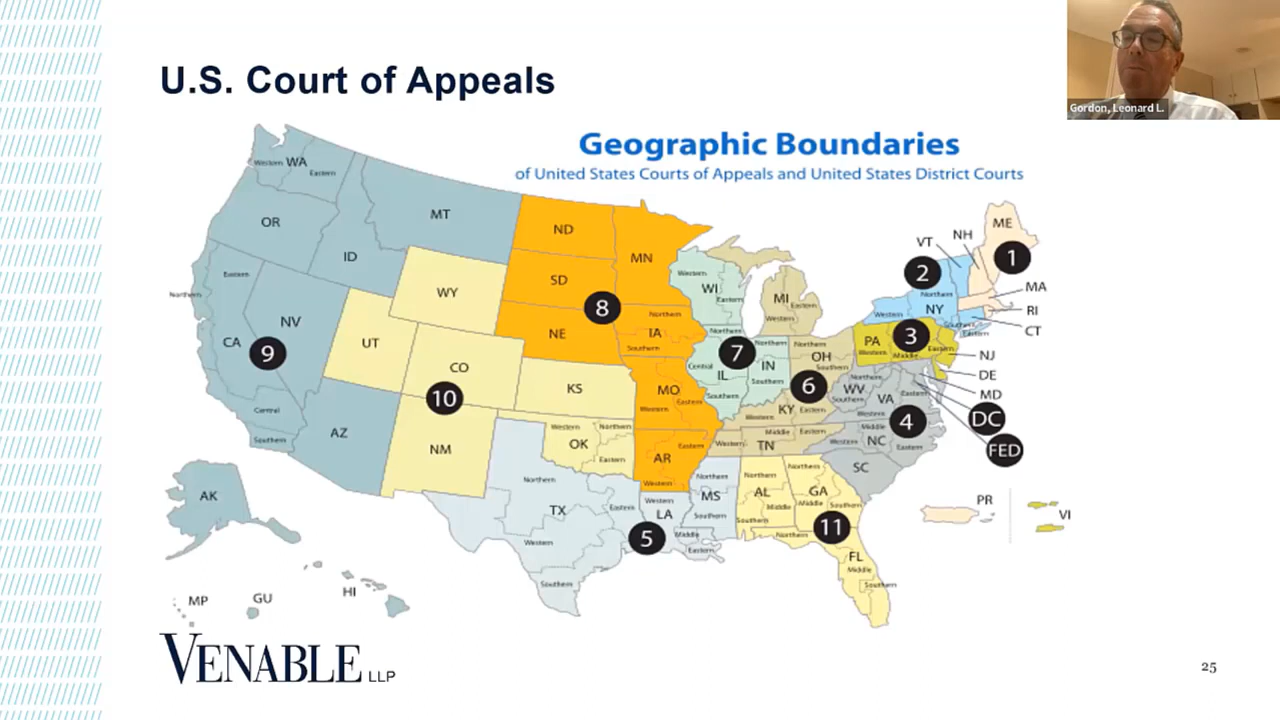 U.S. Court of Appeals
Gordon, Leonard L.
Geographic Boundaries
of United States Courts of Appeals and United States District Courts
Western WA
Eastern
OR
ID
MT
Eastern
Northern
NV
CA
9
Central
Southern
AZ
AK
HI
MP
GU
WY
UT
CO
10
KS
NM
Western
Northern
OK
Eastern
ND
MN
SD
8
NE
Northern
IA
Southern
MO
Eastern
Western
Eastern
AR
Western
Western
WI
Eastern
Northern
7
Central
IL
Southern
Northern
IN
Southern
MI
Eastern
Western
Northern
OH
Southern
6
KY
Western
Eastern
Western
Middle
Eastern
TN
Northern
TX
Eastern
Western
Southern
Western
LA
5
Middle
Eastern
Northern
MS
Southern
Northern
AL
Middle
Southern
Northern
GA
Middle
Southern
11
Northern
FL
Middle
Southern
Northern
WV
Southern
VA
Eastern
Western
4
Middle
Western
NC
Eastern
SC
PA
3
Western
Middle
Eastern
2
Northern
NY
Western
Southern
Eastern
VT
NH
ME
1
MA
RI
CT
NJ
DE
MD
DC
FED
PR
VI
VENABLE LLP
25